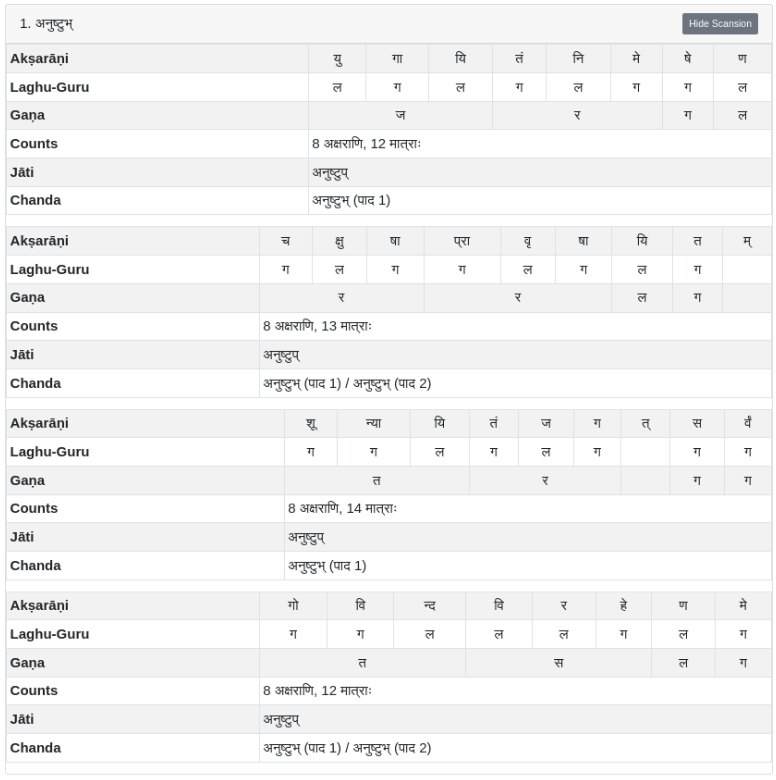 1. अनुष्टुभ् Hide Scansion
Akṣarāṇi यु गा यि तं नि मे षे ण
Laghu-Guru ल ग ल ग ल ग ग ल
Gaṇa ज र ग ल
Counts 8 अक्षराणि, 12 मात्राः
Jāti अनुष्टुप्
Chanda अनुष्टुभ् (पाद 1)
Akṣarāṇi च क्षु षा प्रा वृ षा यि त म्
Laghu-Guru ग ल ग ग ल ग ल ग
Gaṇa र र ल ग
Counts 8 अक्षराणि, 13 मात्राः
Jāti अनुष्टुप्
Chanda अनुष्टुभ् (पाद 1) / अनुष्टुभ् (पाद 2)
Akṣarāṇi शू न्या यि तं ज ग त् स र्वं
Laghu-Guru ग ग ल ग ल ग ग ग
Gaṇa त र ग ग
Counts 8 अक्षराणि, 14 मात्राः
Jāti अनुष्टुप्
Chanda अनुष्टुभ् (पाद 1)
Akṣarāṇi गो वि न्द वि र हे ण मे
Laghu-Guru ग ग ल ल ल ग ल ग
Gaṇa त स ल ग
Counts 8 अक्षराणि, 12 मात्राः
Jāti अनुष्टुप्
Chanda अनुष्टुभ् (पाद 1) / अनुष्टुभ् (पाद 2)